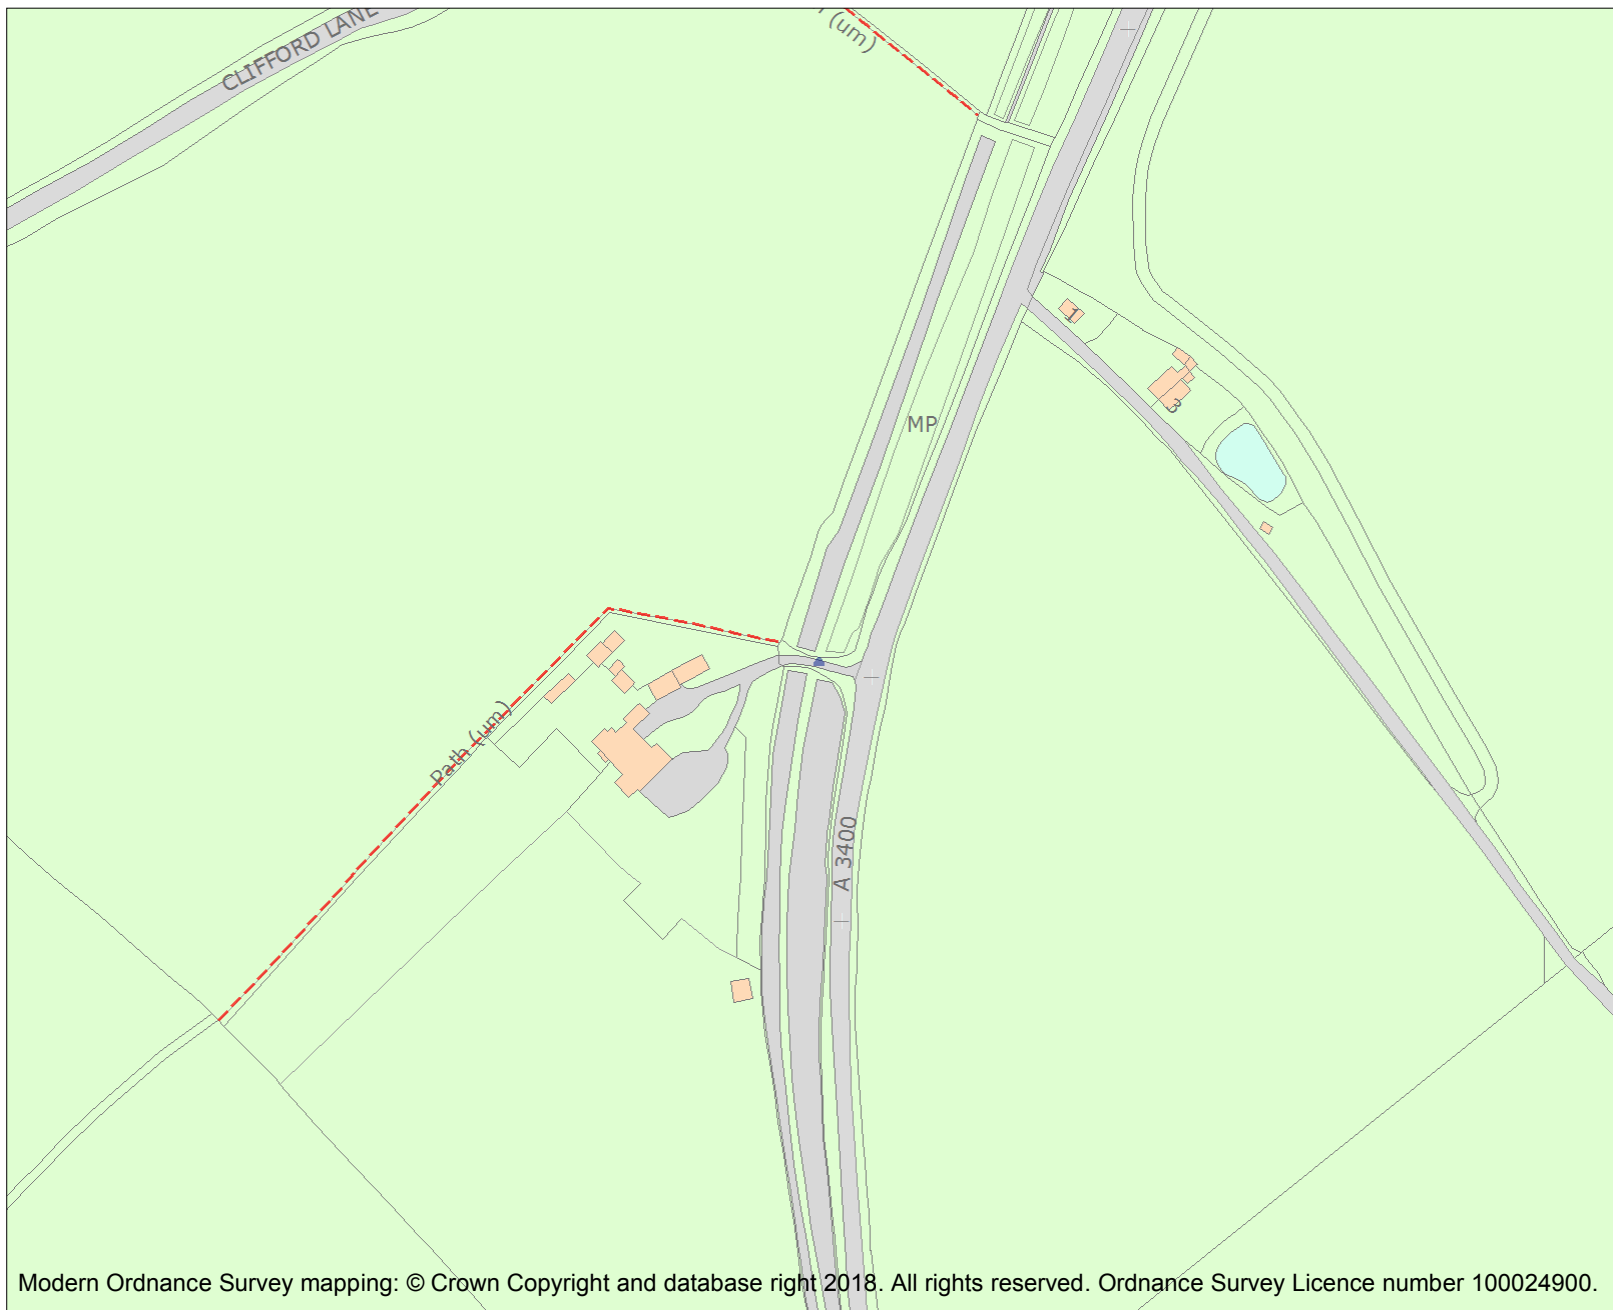 CLIFFORD LANE
(um)
1
3
MP
Path (um)
A 3400
Modern Ordnance Survey mapping: © Crown Copyright and database right 2018. All rights reserved. Ordnance Survey Licence number 100024900.